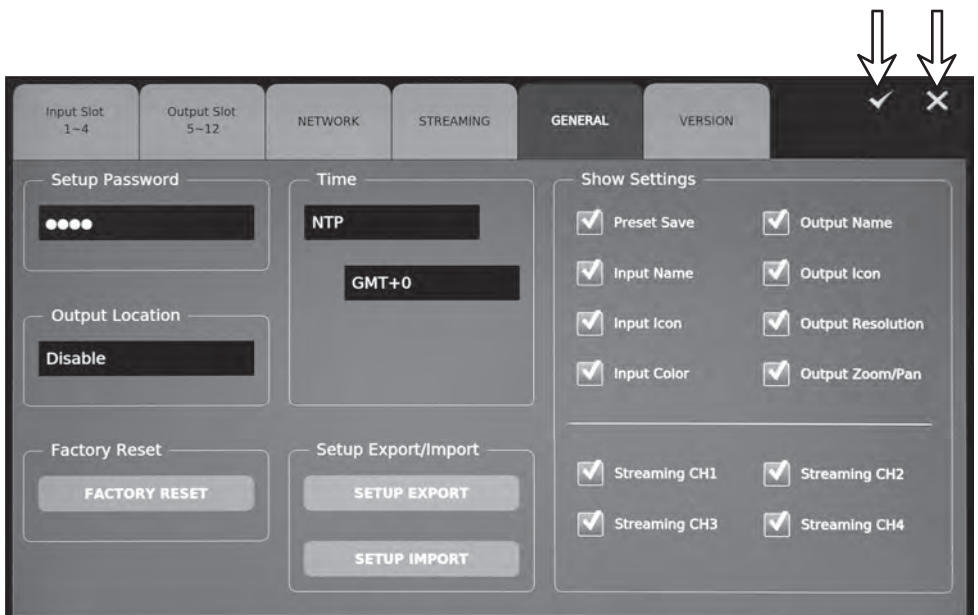 Input Slot
1~4
Output Slot
5~12
NETWORK
STREAMING
GENERAL
VERSION
Setup Password
Output Location
Disable
Factory Reset
FACTORY RESET
Time
NTP
GMT+0
Setup Export/Import
SETUP EXPORT
SETUP IMPORT
Show Settings
Preset Save
Output Name
Input Name
Output Icon
Input Icon
Output Resolution
Input Color
Output Zoom/Pan
Streaming CH1
Streaming CH2
Streaming CH3
Streaming CH4